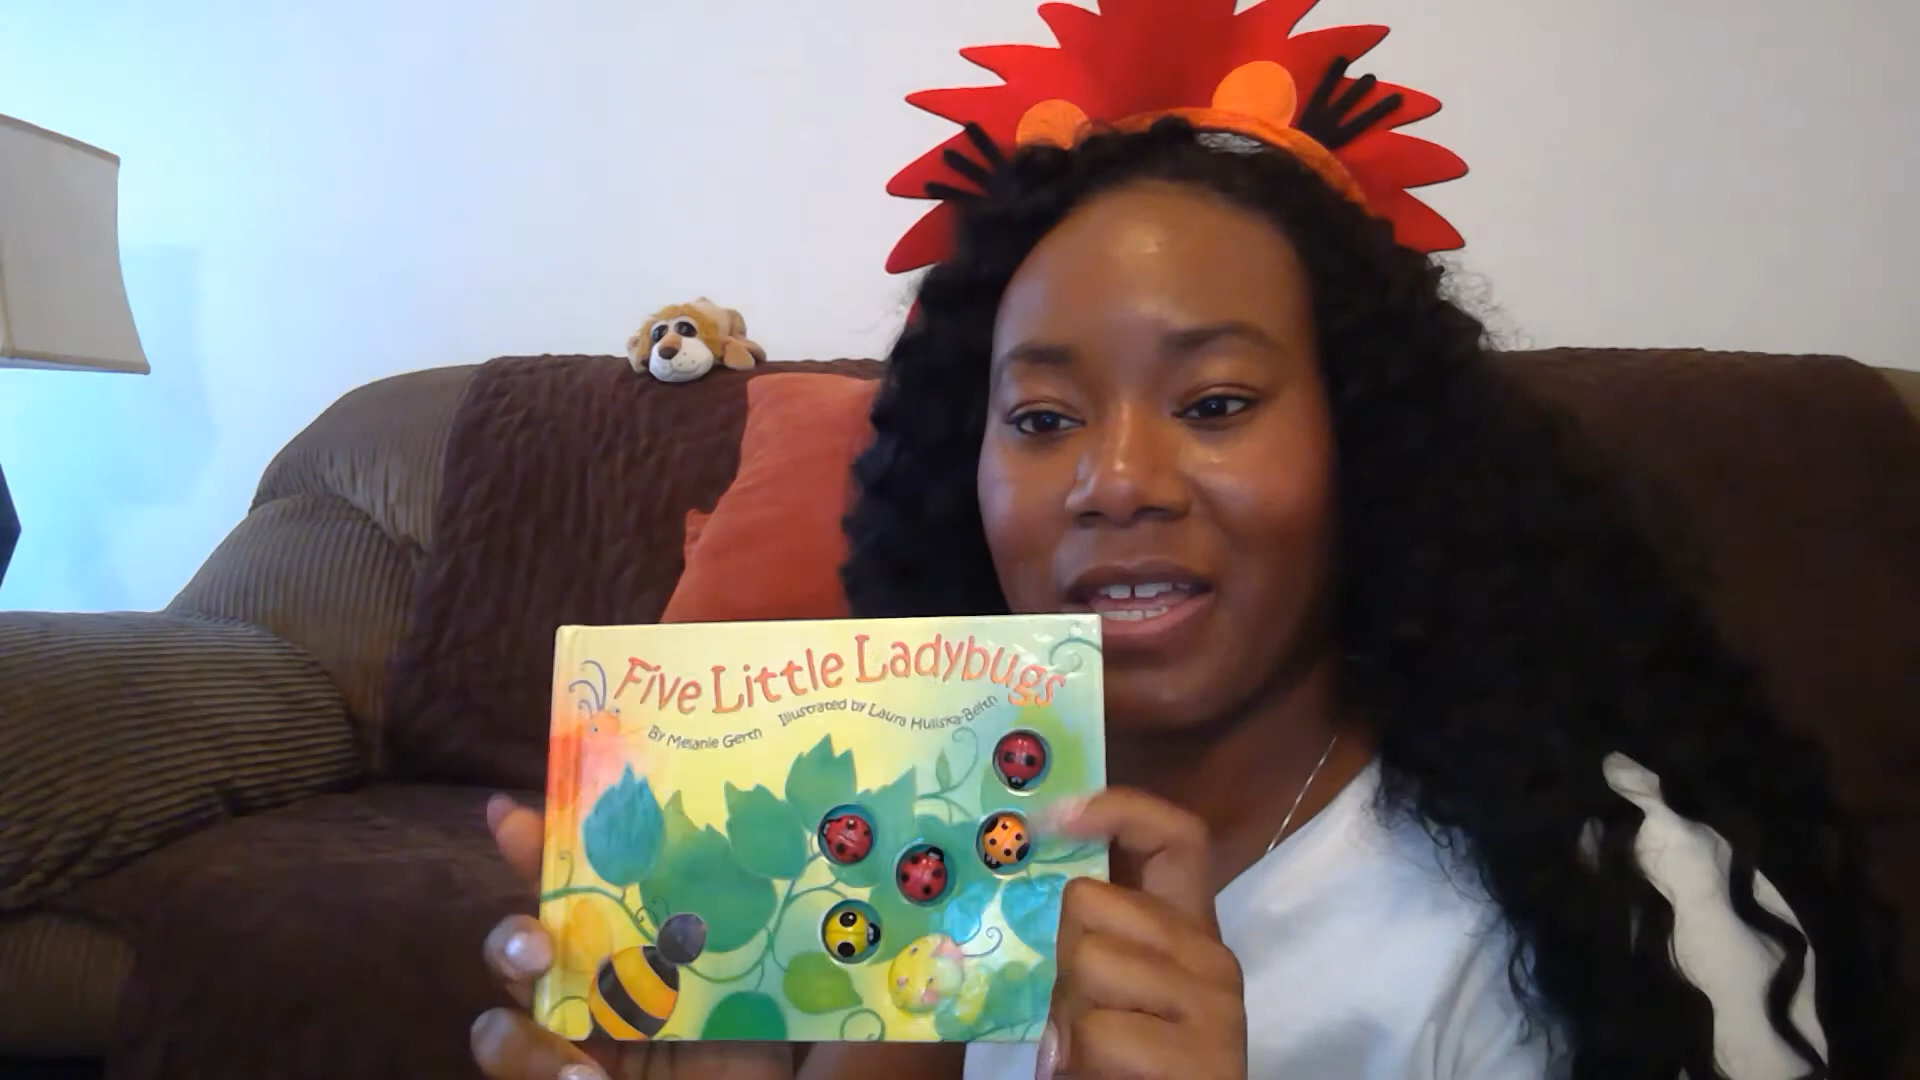 Five Little Ladybugs
By Melanie Gerth
Illustrated by Laura Huliska-Beith